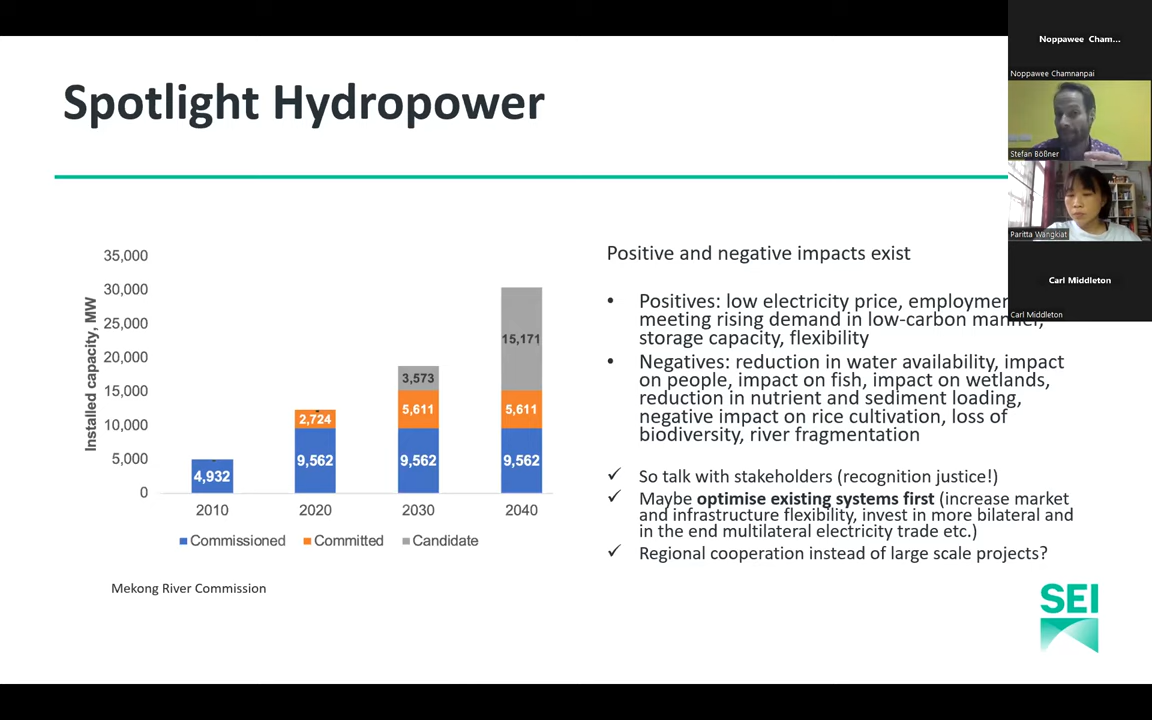 Spotlight Hydropower
Noppawee Cham...
Noppawee Chamnanpai
Stefan Bößner
Paritta Wangkiat
Carl Middleton
Carl Middleton
Installed capacity, MW
35,000
30,000
25,000
20,000
15,000
10,000
5,000
0
4,932
2,724
9,562
3,573
5,611
9,562
15,171
5,611
9,562
2010
2020
2030
2040
Commissioned
Committed
Candidate
Mekong River Commission
Positive and negative impacts exist
• Positives: low electricity price,
meeting rising demand in low-carbon manner,
storage capacity, flexibility
• Negatives: reduction in water availability, impact
on people, impact on fish, impact on wetlands,
reduction in nutrient and sediment loading,
negative impact on rice cultivation, loss of
biodiversity, river fragmentation
✓ So talk with stakeholders (recognition justice!)
✓ Maybe optimise existing systems first (increase market
and infrastructure flexibility, invest in more bilateral and
in the end multilateral electricity trade etc.)
✓ Regional cooperation instead of large scale projects?
SEI